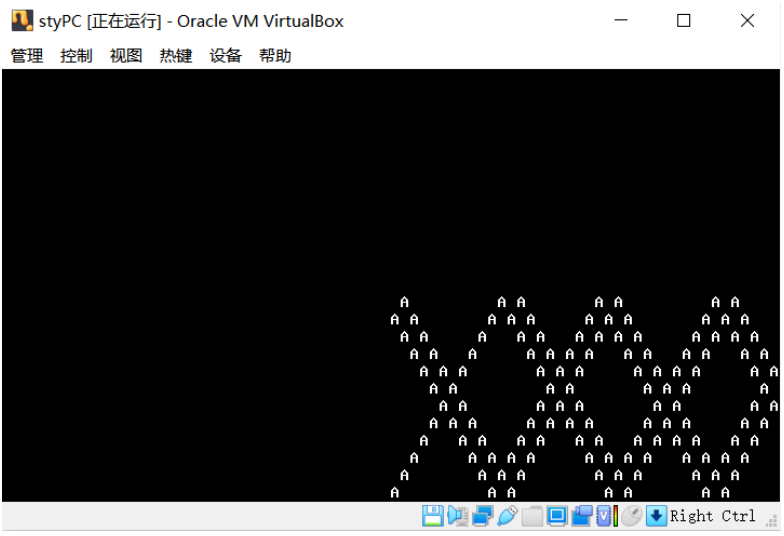 styPC [正在运行] - Oracle VM VirtualBox
管理 控制 视图 热键 设备 帮助
A A A A A A A
A A A A A A A A A A A
A A A A A A A A A A A A A
A A A A A A A A A A A A A A
A A A A A A A A A A A A
A A A A A A A
A A A A A A A A A
A A A A A A A A A A A A A A A
A A A A A A A A A A A A A
A A A A A A A A A A A A A
A A A A A A A A A A
A A A A A A A
Right Ctrl